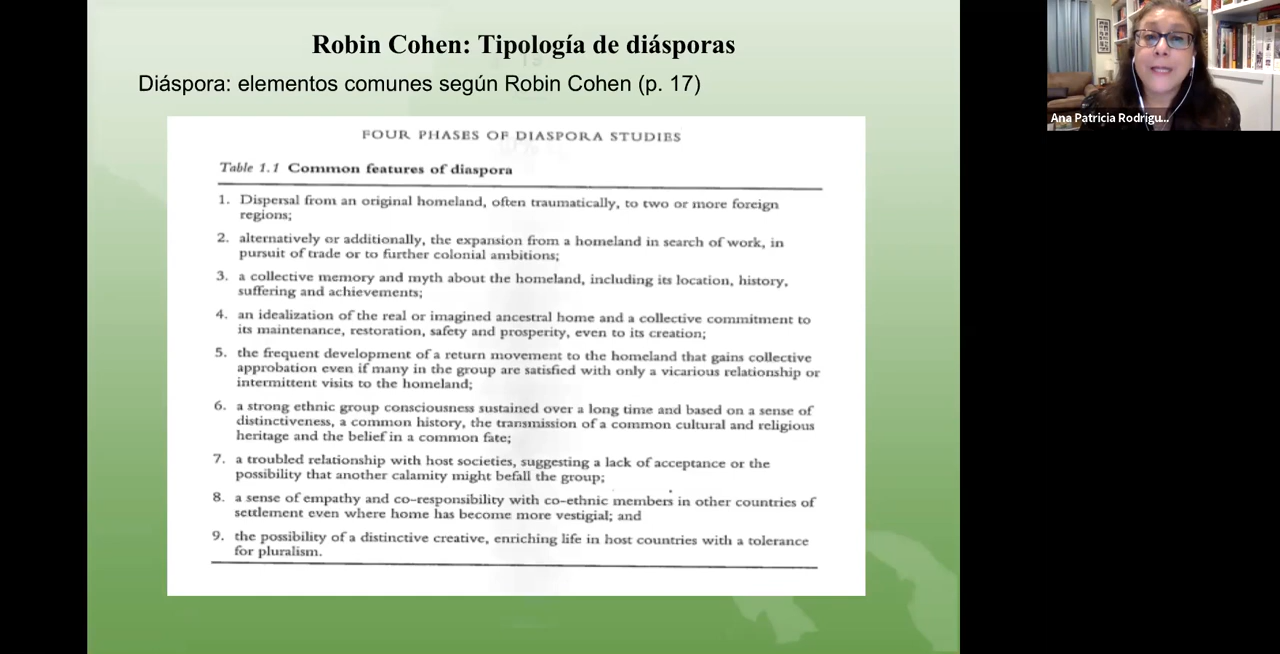 Robin Cohen: Tipología de diásporas
Diáspora: elementos comunes según Robin Cohen (p. 17)
FOUR PHASES OF DIASPORA STUDIES
Table 1.1 Common features of diaspora
1. Dispersal from an original homeland, often traumatically, to two or more foreign
regions;
2. alternatively or additionally, the expansion from a homeland in search of work, in
pursuit of trade or to further colonial ambitions;
3. a collective memory and myth about the homeland, including its location, history,
suffering and achievements;
4. an idealization of the real or imagined ancestral home and a collective commitment to
its maintenance, restoration, safety and prosperity, even to its creation;
5. the frequent development of a return movement to the homeland that gains collective
approbation even if many in the group are satisfied with only a vicarious relationship or
intermittent visits to the homeland;
6. a strong ethnic group consciousness sustained over a long time and based on a sense of
distinctiveness, a common history, the transmission of a common cultural and religious
heritage and the belief in a common fate;
7. a troubled relationship with host societies, suggesting a lack of acceptance or the
possibility that another calamity might befall the group;
8. a sense of empathy and co-responsibility with co-ethnic members in other countries of
settlement even where home has become more vestigial; and
9. the possibility of a distinctive creative, enriching life in host countries with a tolerance
for pluralism.
Ana Patricia Rodrígu...